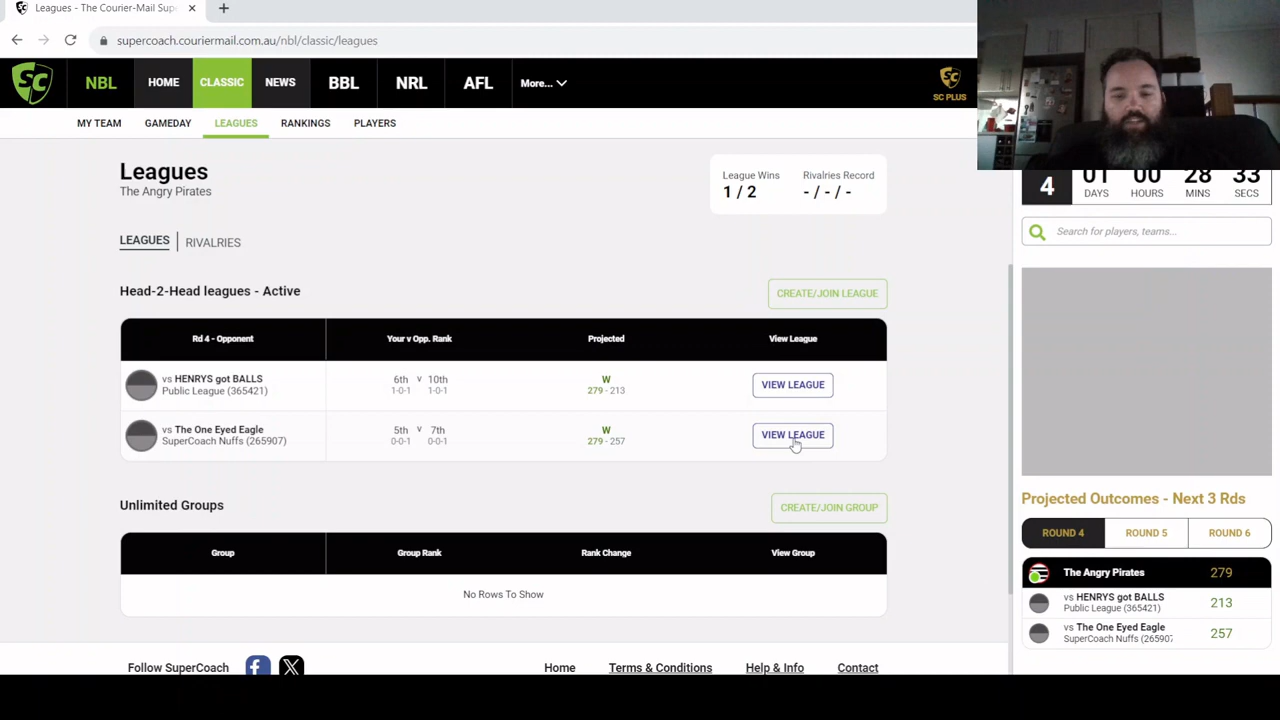 Leagues - The Courier-Mail Sup
supercoach.couriermail.com.au/nbl/classic/leagues
SC
NBL
HOME
CLASSIC
NEWS
BBL
NRL
AFL
More...
SC
SC PLUS
MY TEAM
GAMEDAY
LEAGUES
RANKINGS
PLAYERS
Leagues
The Angry Pirates
League Wins
1 / 2
Rivalries Record
- / - / -
4
01
00
28
33
DAYS
HOURS
MINS
SECS
Search for players, teams...
LEAGUES
RIVALRIES
Head-2-Head leagues - Active
CREATE/JOIN LEAGUE
Rd 4 - Opponent
Your v Opp. Rank
Projected
View League
vs HENRYS got BALLS
Public League (365421)
6th v 10th
1-0-1 1-0-1
W
279 - 213
VIEW LEAGUE
vs The One Eyed Eagle
SuperCoach Nuffs (265907)
5th v 7th
0-0-1 0-0-1
W
279 - 257
VIEW LEAGUE
Unlimited Groups
CREATE/JOIN GROUP
Group
Group Rank
Rank Change
View Group
No Rows To Show
Projected Outcomes - Next 3 Rds
ROUND 4
ROUND 5
ROUND 6
The Angry Pirates
279
vs HENRYS got BALLS
Public League (365421)
213
vs The One Eyed Eagle
SuperCoach Nuffs (265907
257
Follow SuperCoach
Home
Terms & Conditions
Help & Info
Contact